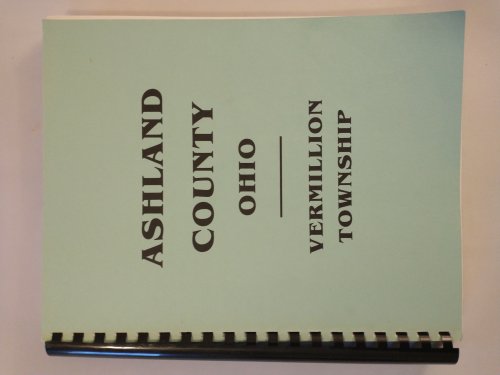 ASHLAND
COUNTY
OHIO
VERMILLION
TOWNSHIP